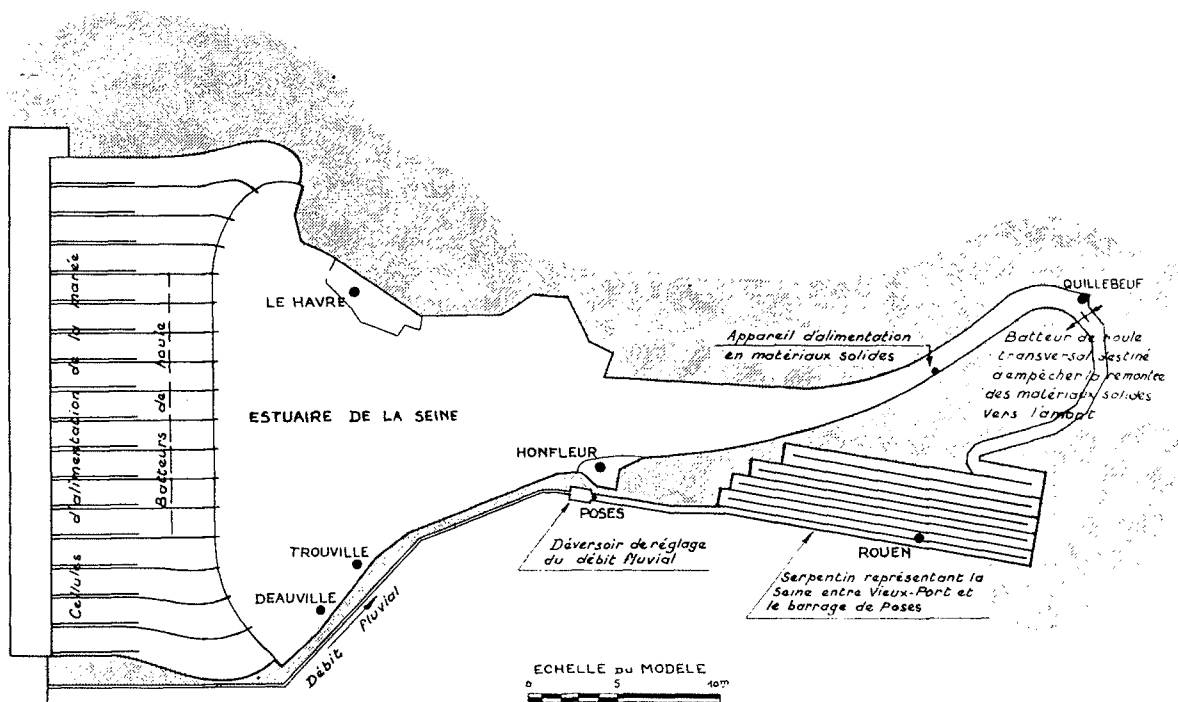 QUILLEBEUF
LE HAVRE
Appareil d'alimentation
en matériaux solides
Batteur de houle
transversal destiné
à empêcher la remontée
des matériaux solides
vers l'amont
Cellules d'alimentation de la marée
Batteurs de houle
ESTUAIRE DE LA SEINE
HONFLEUR
POSES
TROUVILLE
Déversoir de réglage
du débit fluvial
ROUEN
DEAUVILLE
Serpentin représentant la
Seine entre Vieux-Port et
le barrage de Poses
Débit fluvial
ECHELLE DU MODELE
0 5 10m